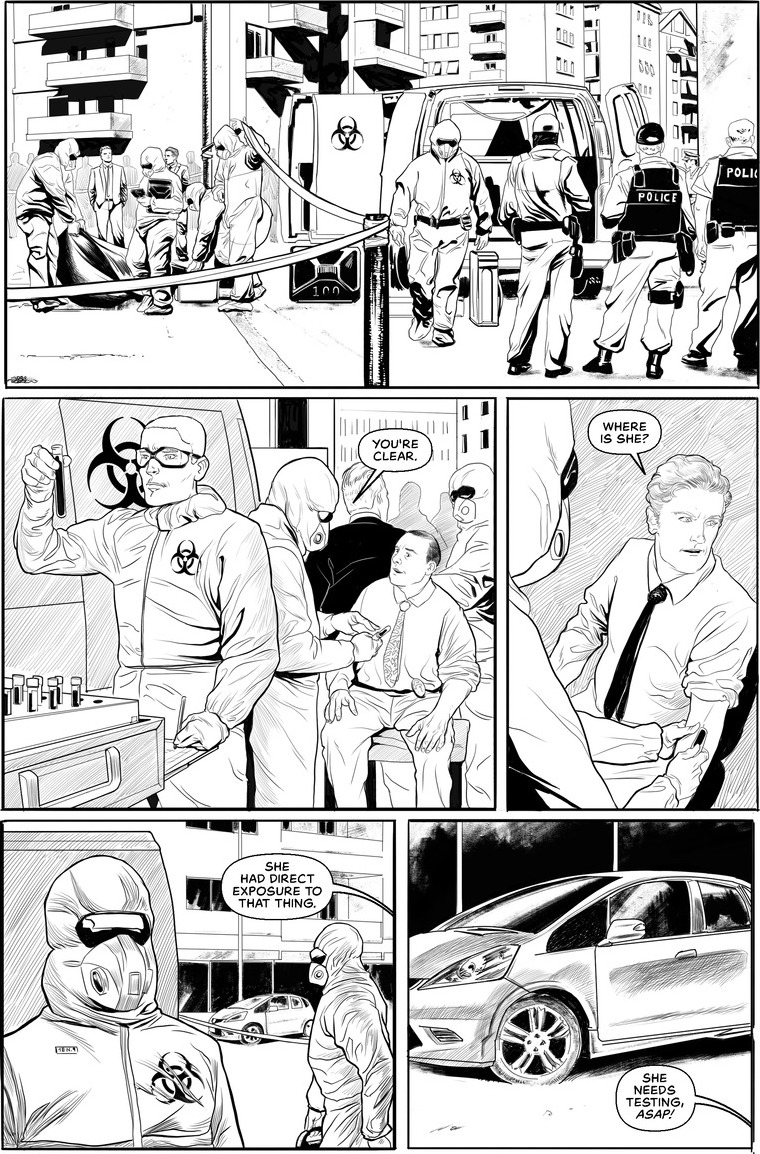 100
POLICE
POLIC
YOU'RE
CLEAR.
WHERE
IS SHE?
SHE
HAD DIRECT
EXPOSURE TO
THAT THING.
SHE
NEEDS
TESTING,
ASAP!